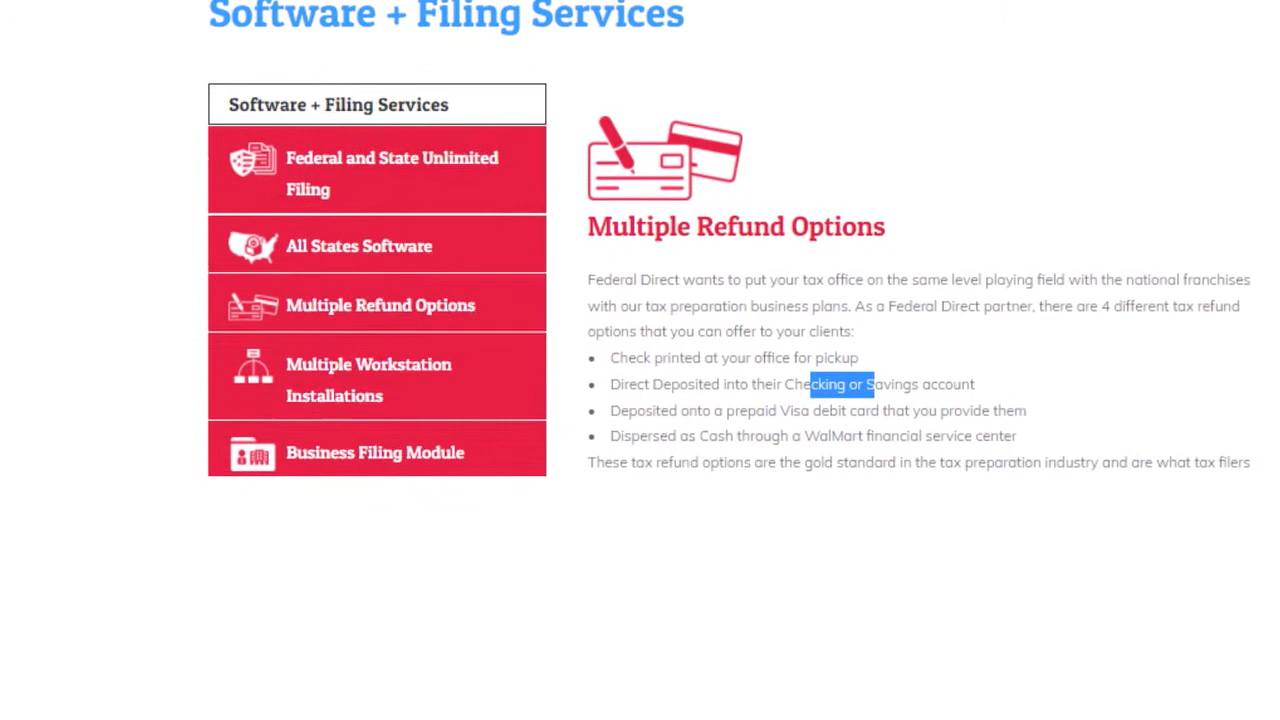 Software + Filing Services
Software + Filing Services
Federal and State Unlimited
Filing
All States Software
Multiple Refund Options
Multiple Workstation
Installations
Business Filing Module
Multiple Refund Options
Federal Direct wants to put your tax office on the same level playing field with the national franchises
with our tax preparation business plans. As a Federal Direct partner, there are 4 different tax refund
options that you can offer to your clients:
• Check printed at your office for pickup
• Direct Deposited into their Checking or Savings account
• Deposited onto a prepaid Visa debit card that you provide them
• Dispersed as Cash through a WalMart financial service center
These tax refund options are the gold standard in the tax preparation industry and are what tax filers